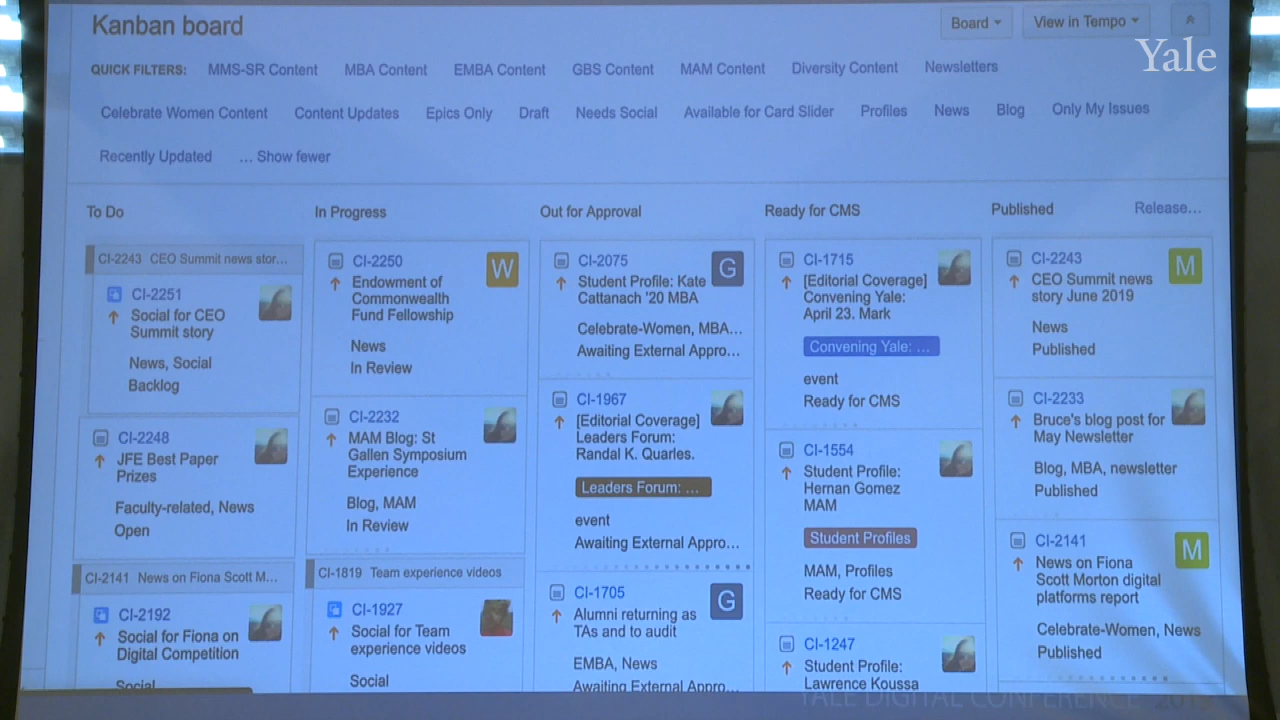 Kanban board
Board
View in Tempo
Yale
QUICK FILTERS:
MMS-SR Content
MBA Content
EMBA Content
GBS Content
MAM Content
Diversity Content
Newsletters
Celebrate Women Content
Content Updates
Epics Only
Draft
Needs Social
Available for Card Slider
Profiles
News
Blog
Only My Issues
Recently Updated
... Show fewer
To Do
In Progress
Out for Approval
Ready for CMS
Published
Release...
CI-2243 CEO Summit news stor...
CI-2251
Social for CEO
Summit story
News, Social
Backlog
CI-2248
JFE Best Paper
Prizes
Faculty-related, News
Open
CI-2141 News on Fiona Scott M...
CI-2192
Social for Fiona on
Digital Competition
Social
CI-2250
W
Endowment of
Commonwealth
Fund Fellowship
News
In Review
CI-2232
MAM Blog: St
Gallen Symposium
Experience
Blog, MAM
In Review
CI-1819 Team experience videos
CI-1927
Social for Team
experience videos
Social
CI-2075
G
Student Profile: Kate
Cattanach '20 MBA
Celebrate-Women, MBA...
Awaiting External Appro...
CI-1967
[Editorial Coverage]
Leaders Forum:
Randal K. Quarles.
Leaders Forum: ...
event
Awaiting External Appro...
CI-1705
G
Alumni returning as
TAs and to audit
EMBA, News
Awaiting External Appro...
CI-1715
[Editorial Coverage]
Convening Yale:
April 23. Mark
Convening Yale: ...
event
Ready for CMS
CI-1554
Student Profile:
Hernan Gomez
MAM
Student Profiles
MAM, Profiles
Ready for CMS
CI-1247
Student Profile:
Lawrence Koussa
CI-2243
M
CEO Summit news
story June 2019
News
Published
CI-2233
Bruce's blog post for
May Newsletter
Blog, MBA, newsletter
Published
CI-2141
M
News on Fiona
Scott Morton digital
platforms report
Celebrate-Women, News
Published
YALE DIGITAL CONFERENCE